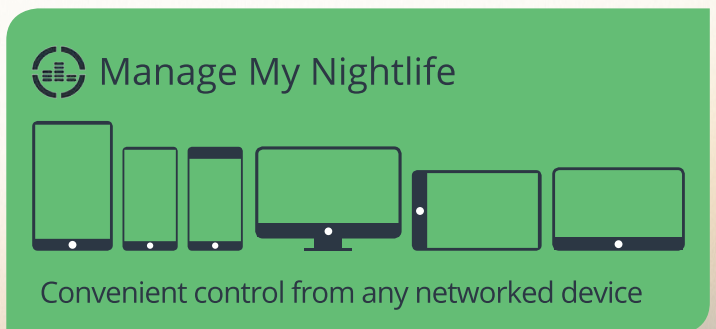 Manage My Nightlife
Convenient control from any networked device